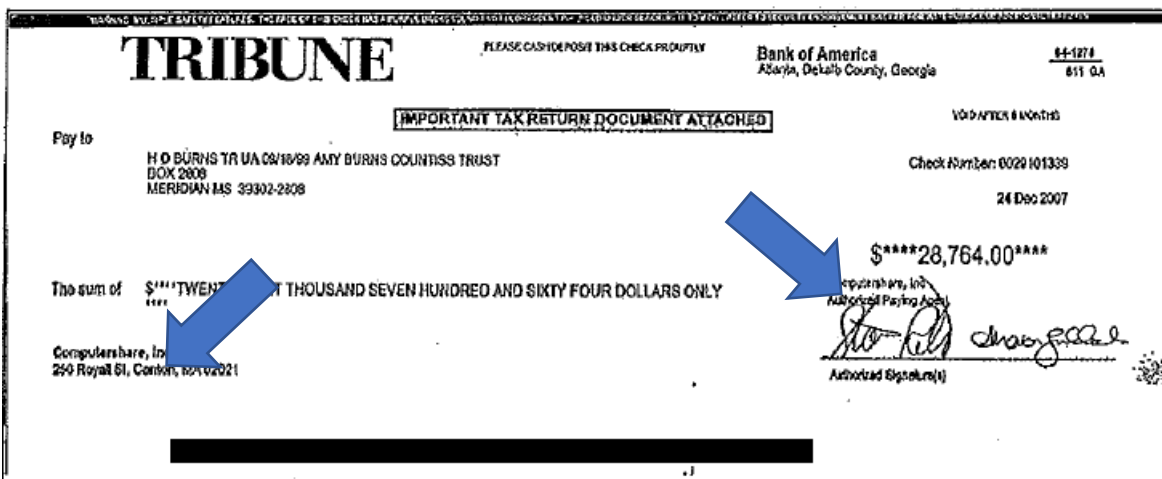 TRIBUNE
PLEASE CASH/DEPOSIT THIS CHECK PROMPTLY
Bank of America
Atlanta, Dekalb County, Georgia
64-1278
611 GA
IMPORTANT TAX RETURN DOCUMENT ATTACHED
VOID AFTER 6 MONTHS
Pay to
H D BURNS TR UA 09/16/99 AMY BURNS COUNTISS TRUST
BOX 2808
MERIDIAN MS 39302-2808
Check Number: 0029101339
24 Dec 2007
$****28,764.00****
The sum of $****TWENT T THOUSAND SEVEN HUNDRED AND SIXTY FOUR DOLLARS ONLY
****
Computershare, Inc
Authorized Paying Agent
Computershare, Inc
250 Royall St, Canton, MA 02021
Authorized Signature(s)